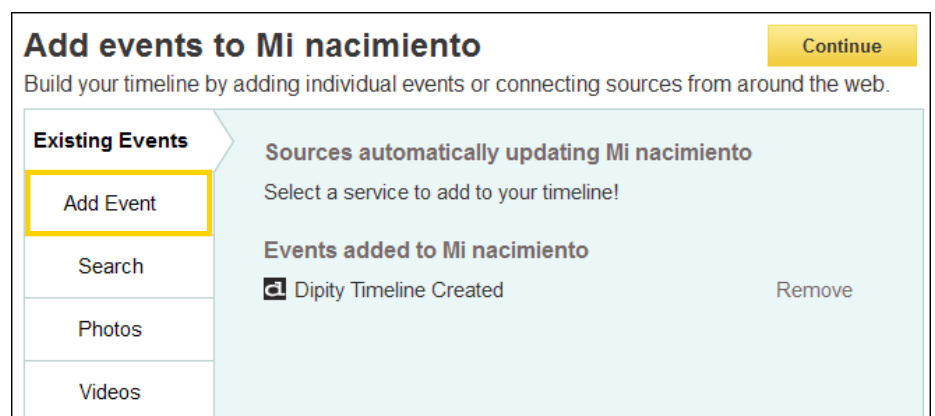 Add events to Mi nacimiento
Continue
Build your timeline by adding individual events or connecting sources from around the web.
Existing Events
Add Event
Search
Photos
Videos
Sources automatically updating Mi nacimiento
Select a service to add to your timeline!
Events added to Mi nacimiento
d Dipity Timeline Created
Remove